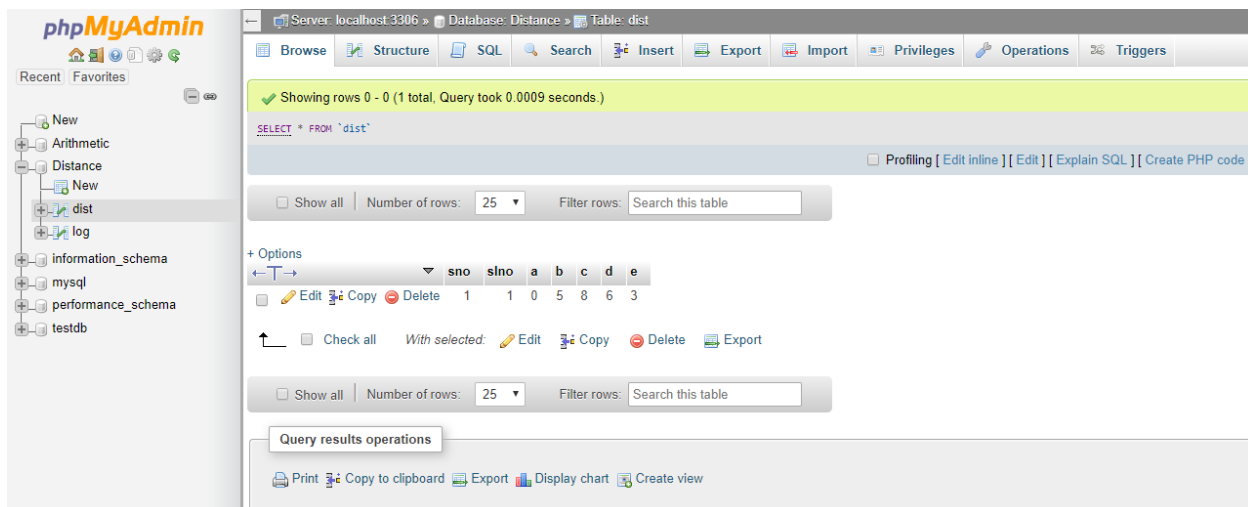 phpMyAdmin
Recent Favorites
New
Arithmetic
Distance
New
dist
log
information_schema
mysql
performance_schema
testdb
Server: localhost:3306 » Database: Distance » Table: dist
Browse Structure SQL Search Insert Export Import Privileges Operations Triggers
Showing rows 0 - 0 (1 total, Query took 0.0009 seconds.)
SELECT * FROM `dist`
Profiling [ Edit inline ] [ Edit ] [ Explain SQL ] [ Create PHP code
Show all Number of rows: 25 Filter rows: Search this table
+ Options
←T→ sno slno a b c d e
Edit Copy Delete 1 1 0 5 8 6 3
Check all With selected: Edit Copy Delete Export
Show all Number of rows: 25 Filter rows: Search this table
Query results operations
Print Copy to clipboard Export Display chart Create view